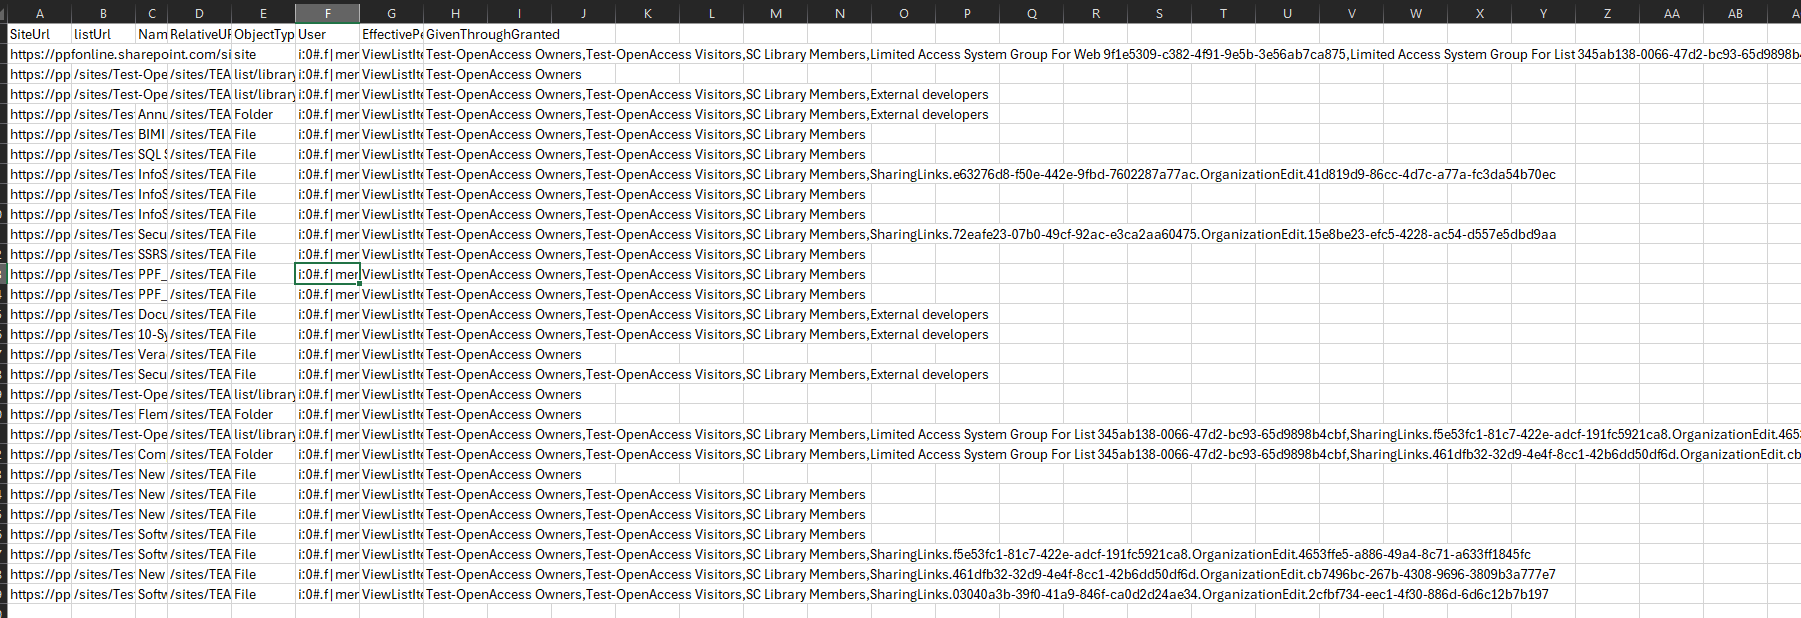 A B C D E F G H I J K L M N O P Q R S T U V W X Y Z AA AB
SiteUrl listUrl Nam RelativeUF ObjectTyp User EffectivePe GivenThroughGranted
https://ppfonline.sharepoint.com/si site i:0#.f|mer ViewListIte Test-OpenAccess Owners,Test-OpenAccess Visitors,SC Library Members,Limited Access System Group For Web 9f1e5309-c382-4f91-9e5b-3e56ab7ca875,Limited Access System Group For List 345ab138-0066-47d2-bc93-65d9898b4
https://pp /sites/Test-Ope /sites/TEA list/library i:0#.f|mer ViewListIte Test-OpenAccess Owners
https://pp /sites/Test-Ope /sites/TEA list/library i:0#.f|mer ViewListIte Test-OpenAccess Owners,Test-OpenAccess Visitors,SC Library Members,External developers
https://pp /sites/Tes Annu /sites/TEA Folder i:0#.f|mer ViewListIte Test-OpenAccess Owners,Test-OpenAccess Visitors,SC Library Members,External developers
https://pp /sites/Tes BIMI /sites/TEA File i:0#.f|mer ViewListIte Test-OpenAccess Owners,Test-OpenAccess Visitors,SC Library Members
https://pp /sites/Tes SQL S /sites/TEA File i:0#.f|mer ViewListIte Test-OpenAccess Owners,Test-OpenAccess Visitors,SC Library Members
https://pp /sites/Tes InfoS /sites/TEA File i:0#.f|mer ViewListIte Test-OpenAccess Owners,Test-OpenAccess Visitors,SC Library Members,SharingLinks.e63276d8-f50e-442e-9fbd-7602287a77ac.OrganizationEdit.41d819d9-86cc-4d7c-a77a-fc3da54b70ec
https://pp /sites/Tes InfoS /sites/TEA File i:0#.f|mer ViewListIte Test-OpenAccess Owners,Test-OpenAccess Visitors,SC Library Members
https://pp /sites/Tes InfoS /sites/TEA File i:0#.f|mer ViewListIte Test-OpenAccess Owners,Test-OpenAccess Visitors,SC Library Members
https://pp /sites/Tes Secu /sites/TEA File i:0#.f|mer ViewListIte Test-OpenAccess Owners,Test-OpenAccess Visitors,SC Library Members,SharingLinks.72eafe23-07b0-49cf-92ac-e3ca2aa60475.OrganizationEdit.15e8be23-efc5-4228-ac54-d557e5dbd9aa
https://pp /sites/Tes SSRS /sites/TEA File i:0#.f|mer ViewListIte Test-OpenAccess Owners,Test-OpenAccess Visitors,SC Library Members
https://pp /sites/Tes PPF_ /sites/TEA File i:0#.f|mer ViewListIte Test-OpenAccess Owners,Test-OpenAccess Visitors,SC Library Members
https://pp /sites/Tes PPF_ /sites/TEA File i:0#.f|mer ViewListIte Test-OpenAccess Owners,Test-OpenAccess Visitors,SC Library Members
https://pp /sites/Tes Docu /sites/TEA File i:0#.f|mer ViewListIte Test-OpenAccess Owners,Test-OpenAccess Visitors,SC Library Members,External developers
https://pp /sites/Tes 10-Sy /sites/TEA File i:0#.f|mer ViewListIte Test-OpenAccess Owners,Test-OpenAccess Visitors,SC Library Members,External developers
https://pp /sites/Tes Vera /sites/TEA File i:0#.f|mer ViewListIte Test-OpenAccess Owners
https://pp /sites/Tes Secu /sites/TEA File i:0#.f|mer ViewListIte Test-OpenAccess Owners,Test-OpenAccess Visitors,SC Library Members,External developers
https://pp /sites/Test-Ope /sites/TEA list/library i:0#.f|mer ViewListIte Test-OpenAccess Owners
https://pp /sites/Tes Flem /sites/TEA Folder i:0#.f|mer ViewListIte Test-OpenAccess Owners
https://pp /sites/Test-Ope /sites/TEA list/library i:0#.f|mer ViewListIte Test-OpenAccess Owners,Test-OpenAccess Visitors,SC Library Members,Limited Access System Group For List 345ab138-0066-47d2-bc93-65d9898b4cbf,SharingLinks.f5e53fc1-81c7-422e-adcf-191fc5921ca8.OrganizationEdit.465
https://pp /sites/Tes Com /sites/TEA Folder i:0#.f|mer ViewListIte Test-OpenAccess Owners,Test-OpenAccess Visitors,SC Library Members,Limited Access System Group For List 345ab138-0066-47d2-bc93-65d9898b4cbf,SharingLinks.461dfb32-32d9-4e4f-8cc1-42b6dd50df6d.OrganizationEdit.cb
https://pp /sites/Tes New /sites/TEA File i:0#.f|mer ViewListIte Test-OpenAccess Owners
https://pp /sites/Tes New /sites/TEA File i:0#.f|mer ViewListIte Test-OpenAccess Owners,Test-OpenAccess Visitors,SC Library Members
https://pp /sites/Tes New /sites/TEA File i:0#.f|mer ViewListIte Test-OpenAccess Owners,Test-OpenAccess Visitors,SC Library Members
https://pp /sites/Tes Softw /sites/TEA File i:0#.f|mer ViewListIte Test-OpenAccess Owners,Test-OpenAccess Visitors,SC Library Members
https://pp /sites/Tes Softw /sites/TEA File i:0#.f|mer ViewListIte Test-OpenAccess Owners,Test-OpenAccess Visitors,SC Library Members,SharingLinks.f5e53fc1-81c7-422e-adcf-191fc5921ca8.OrganizationEdit.4653ffe5-a886-49a4-8c71-a633ff1845fc
https://pp /sites/Tes New /sites/TEA File i:0#.f|mer ViewListIte Test-OpenAccess Owners,Test-OpenAccess Visitors,SC Library Members,SharingLinks.461dfb32-32d9-4e4f-8cc1-42b6dd50df6d.OrganizationEdit.cb7496bc-267b-4308-9696-3809b3a777e7
https://pp /sites/Tes Softw /sites/TEA File i:0#.f|mer ViewListIte Test-OpenAccess Owners,Test-OpenAccess Visitors,SC Library Members,SharingLinks.03040a3b-39f0-41a9-846f-ca0d2d24ae34.OrganizationEdit.2cfbf734-eec1-4f30-886d-6d6c12b7b197